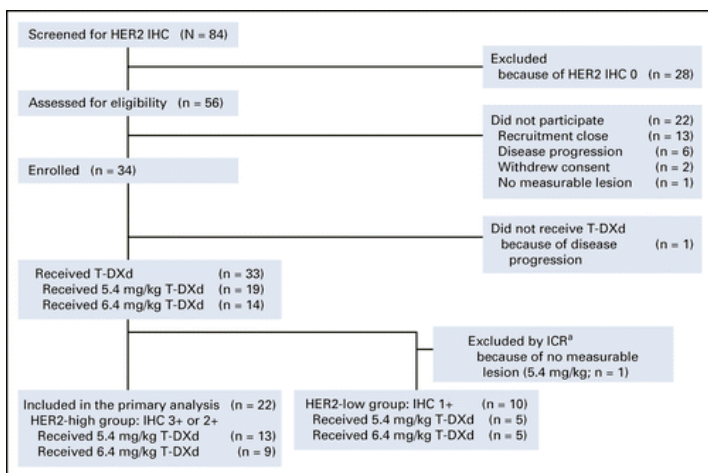 Screened for HER2 IHC (N = 84)
Excluded
because of HER2 IHC 0 (n = 28)
Assessed for eligibility (n = 56)
Did not participate (n = 22)
Recruitment close (n = 13)
Disease progression (n = 6)
Withdrew consent (n = 2)
No measurable lesion (n = 1)
Enrolled (n = 34)
Did not receive T-DXd
because of disease (n = 1)
progression
Received T-DXd (n = 33)
Received 5.4 mg/kg T-DXd (n = 19)
Received 6.4 mg/kg T-DXd (n = 14)
Excluded by ICRa
because of no measurable
lesion (5.4 mg/kg; n = 1)
Included in the primary analysis (n = 22)
HER2-high group: IHC 3+ or 2+
Received 5.4 mg/kg T-DXd (n = 13)
Received 6.4 mg/kg T-DXd (n = 9)
HER2-low group: IHC 1+ (n = 10)
Received 5.4 mg/kg T-DXd (n = 5)
Received 6.4 mg/kg T-DXd (n = 5)